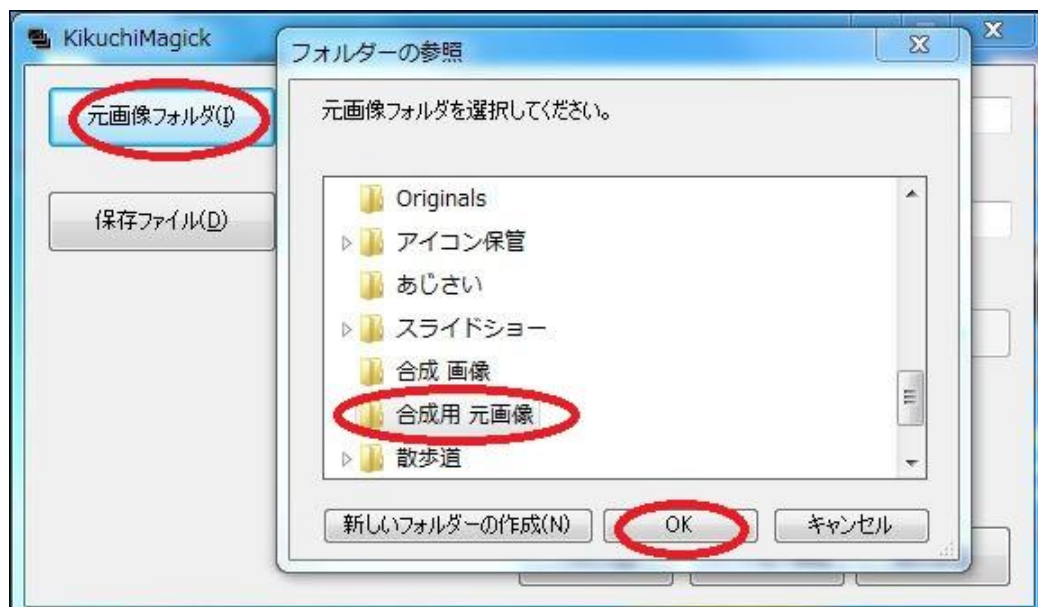 KikuchiMagick
フォルダーの参照
元画像フォルダ(I)
元画像フォルダを選択してください。
保存ファイル(D)
Originals
アイコン保管
あじさい
スライドショー
合成 画像
合成用 元画像
散歩道
新しいフォルダーの作成(N)
OK
キャンセル